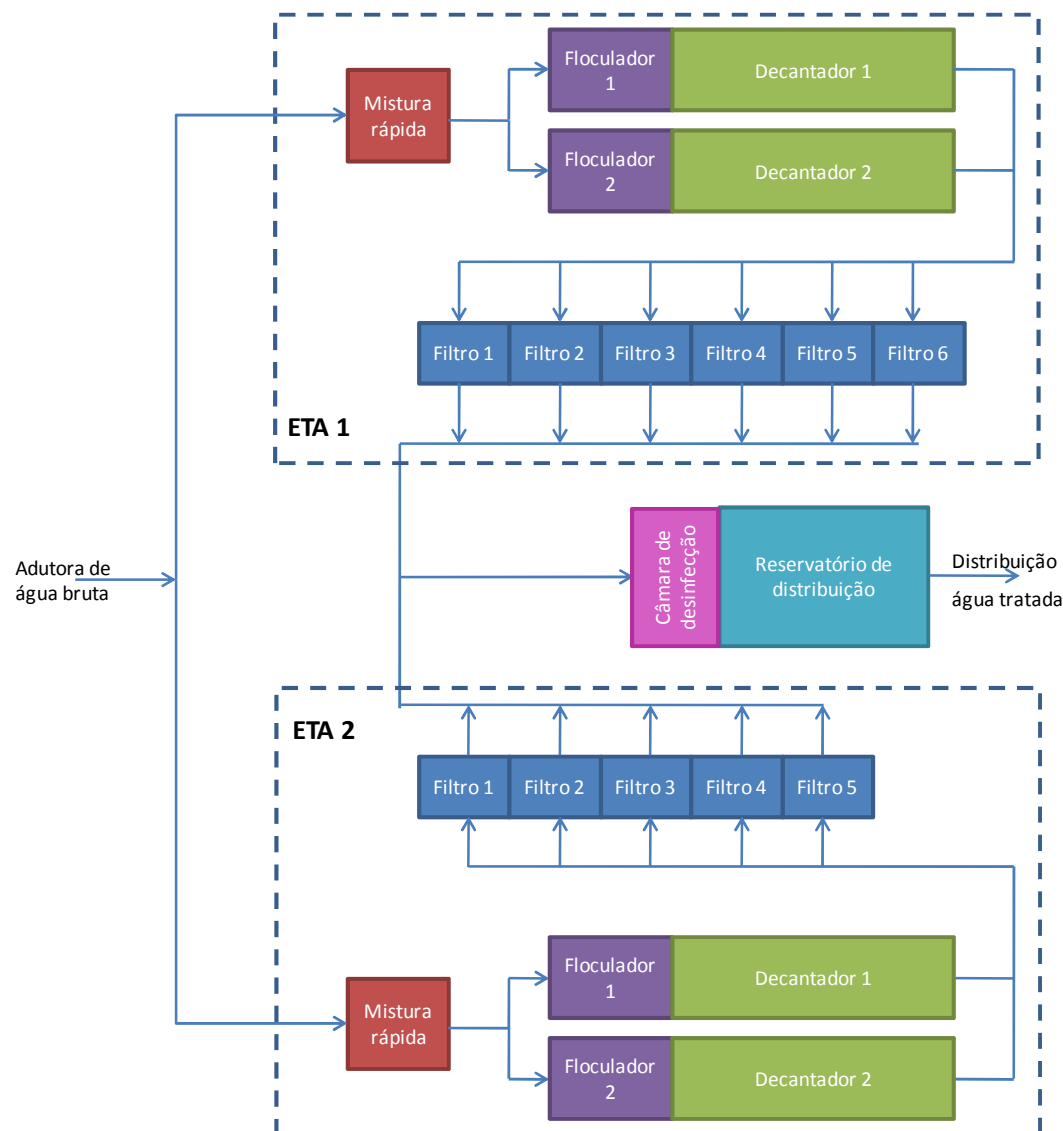 Floculador
1
Decantador 1
Mistura
rápida
Floculador
2
Decantador 2
Filtro 1
Filtro 2
Filtro 3
Filtro 4
Filtro 5
Filtro 6
ETA 1
Adutora de
água bruta
Câmara de
desinfecção
Reservatório de
distribuição
Distribuição
água tratada
ETA 2
Filtro 1
Filtro 2
Filtro 3
Filtro 4
Filtro 5
Floculador
1
Decantador 1
Mistura
rápida
Floculador
2
Decantador 2